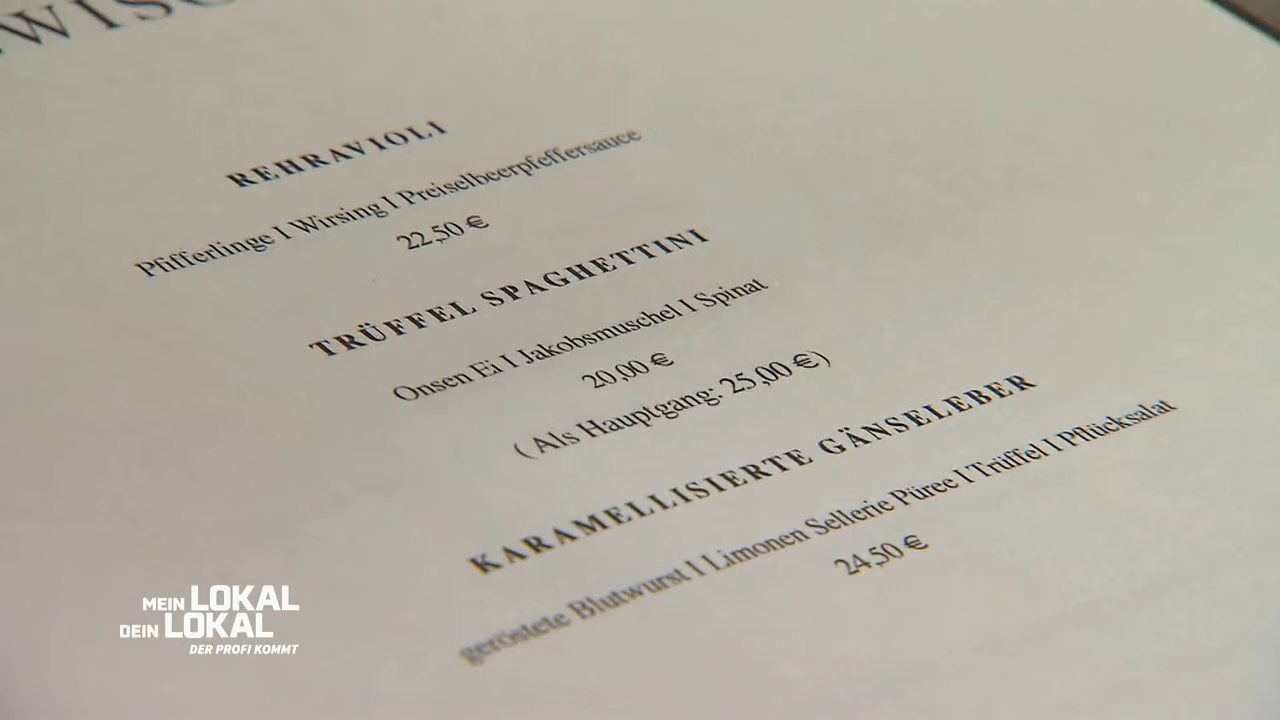 REHRAVIOLI
Pfifferlinge I Wirsing I Preiselbeerpfeffersauce
22,50 €
TRÜFFEL SPAGHETTINI
Onsen Ei I Jakobsmuschel I Spinat
20,00 €
( Als Hauptgang: 25,00 €)
KARAMELLISIERTE GÄNSELEBER
geröstete Blutwurst I Limonen Sellerie Püree I Trüffel I Pflücksalat
24,50 €
MEIN LOKAL
DEIN LOKAL
DER PROFI KOMMT